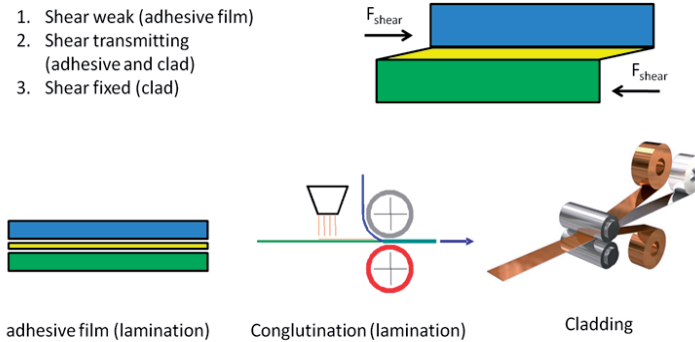 1. Shear weak (adhesive film)
2. Shear transmitting
(adhesive and clad)
3. Shear fixed (clad)
Fshear
Fshear
adhesive film (lamination)
Conglutination (lamination)
Cladding